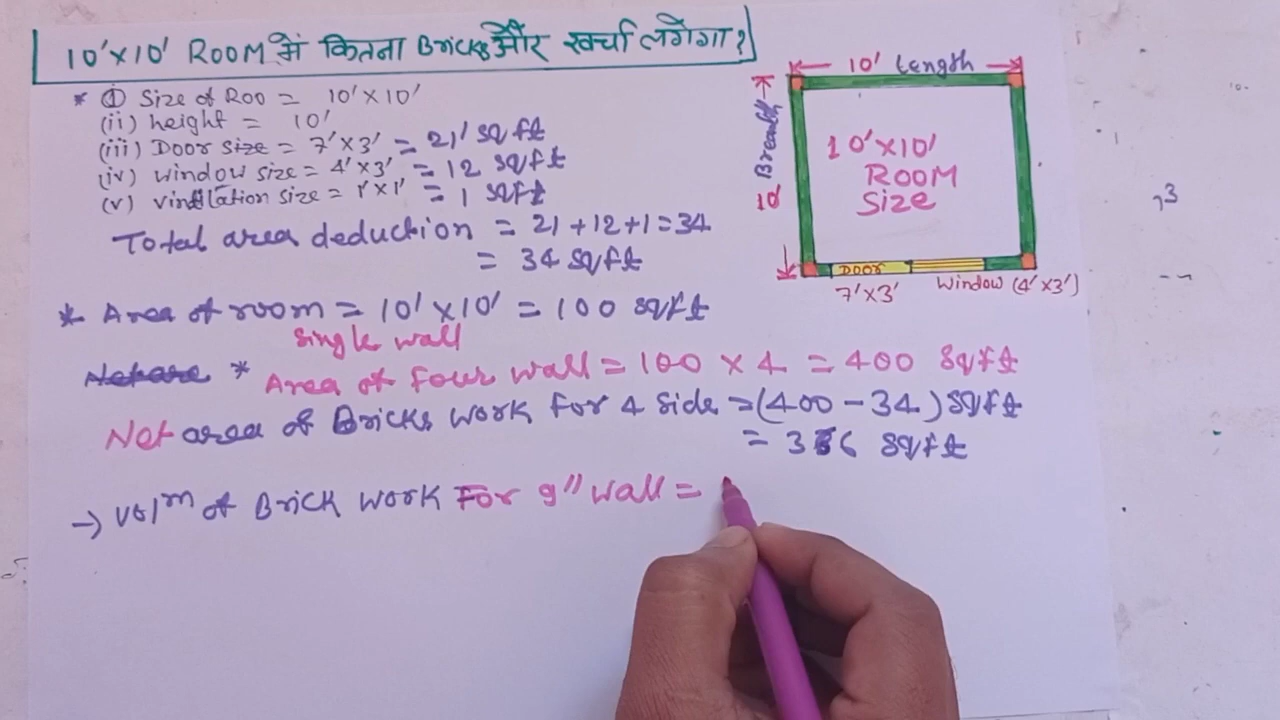 10'x10' ROOM में कितना Bricks और खर्चा लगेगा?
* (i) Size of Roo = 10'x10'
(ii) height = 10'
(iii) Door size = 7'x3' = 21' sqft
(iv) window size = 4'x3' = 12 sqft
(v) vintilation size = 1'x1' = 1 sqft
Total area deduction = 21+12+1=34
= 34 sqft
* Area of room = 10'x10' = 100 sqft
Single wall
Net are * Area of Four wall = 100 x 4 = 400 sqft
Net area of Bricks work for 4 side = (400-34) sqft
= 366 sqft
→ volm of Brick work For 9" wall =
10' Length
Breadth
10'
10'x10'
ROOM
Size
DOOR
7'x3'
window (4'x3')